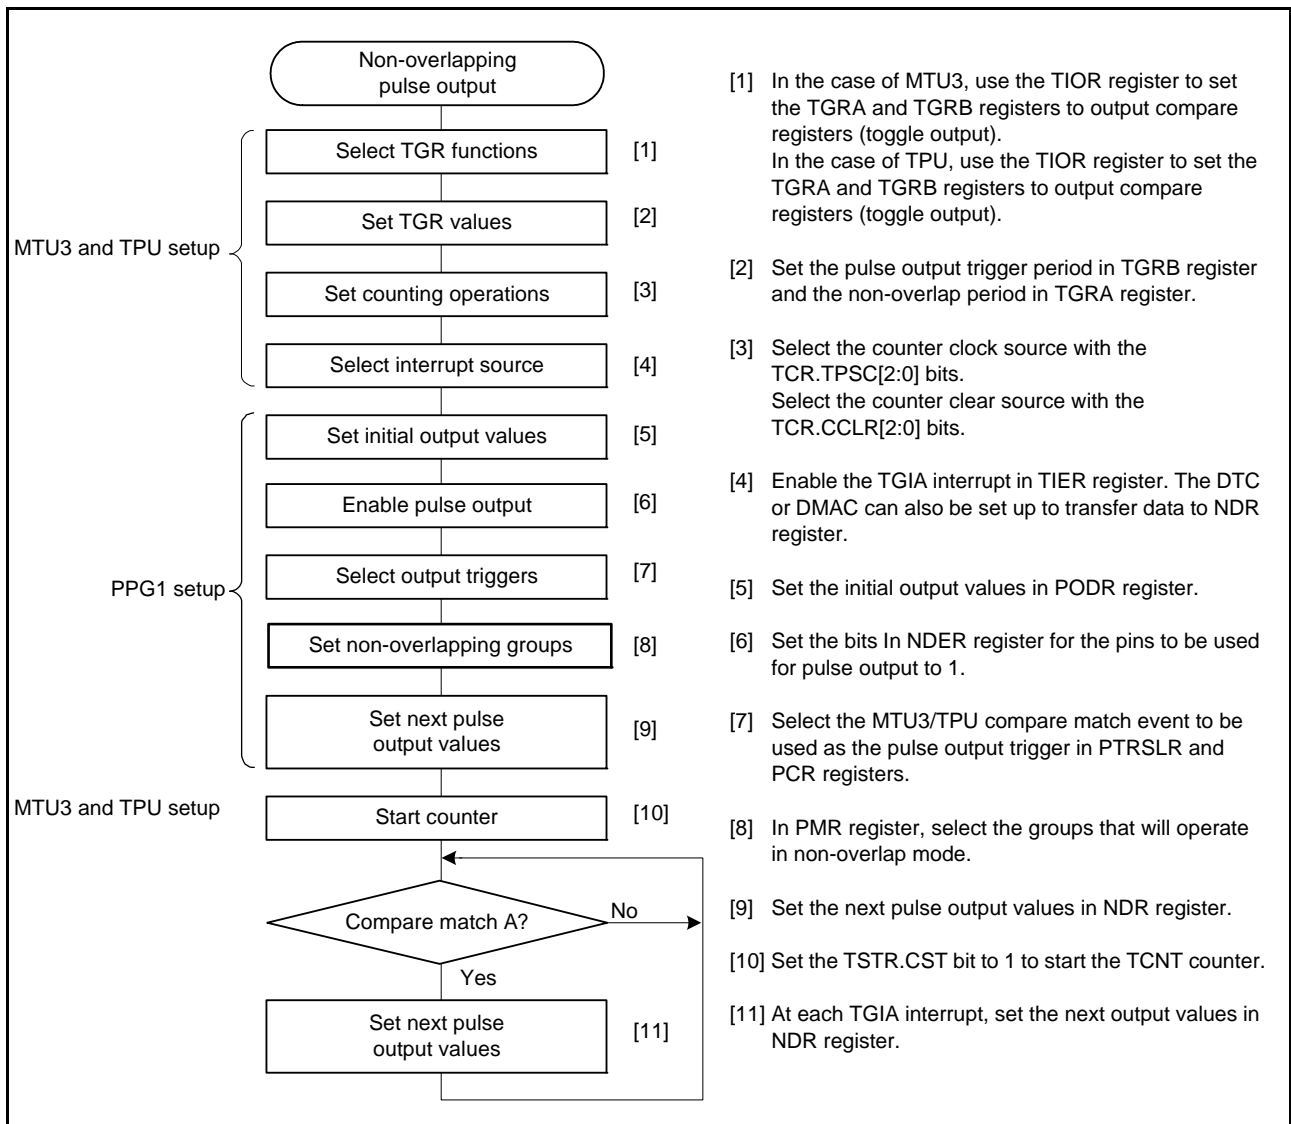 Non-overlapping
pulse output
MTU3 and TPU setup
Select TGR functions [1]
Set TGR values [2]
Set counting operations [3]
Select interrupt source [4]
PPG1 setup
Set initial output values [5]
Enable pulse output [6]
Select output triggers [7]
Set non-overlapping groups [8]
Set next pulse
output values [9]
MTU3 and TPU setup
Start counter [10]
Compare match A?
No
Yes
Set next pulse
output values [11]
[1] In the case of MTU3, use the TIOR register to set
the TGRA and TGRB registers to output compare
registers (toggle output).
In the case of TPU, use the TIOR register to set the
TGRA and TGRB registers to output compare
registers (toggle output).
[2] Set the pulse output trigger period in TGRB register
and the non-overlap period in TGRA register.
[3] Select the counter clock source with the
TCR.TPSC[2:0] bits.
Select the counter clear source with the
TCR.CCLR[2:0] bits.
[4] Enable the TGIA interrupt in TIER register. The DTC
or DMAC can also be set up to transfer data to NDR
register.
[5] Set the initial output values in PODR register.
[6] Set the bits In NDER register for the pins to be used
for pulse output to 1.
[7] Select the MTU3/TPU compare match event to be
used as the pulse output trigger in PTRSLR and
PCR registers.
[8] In PMR register, select the groups that will operate
in non-overlap mode.
[9] Set the next pulse output values in NDR register.
[10] Set the TSTR.CST bit to 1 to start the TCNT counter.
[11] At each TGIA interrupt, set the next output values in
NDR register.